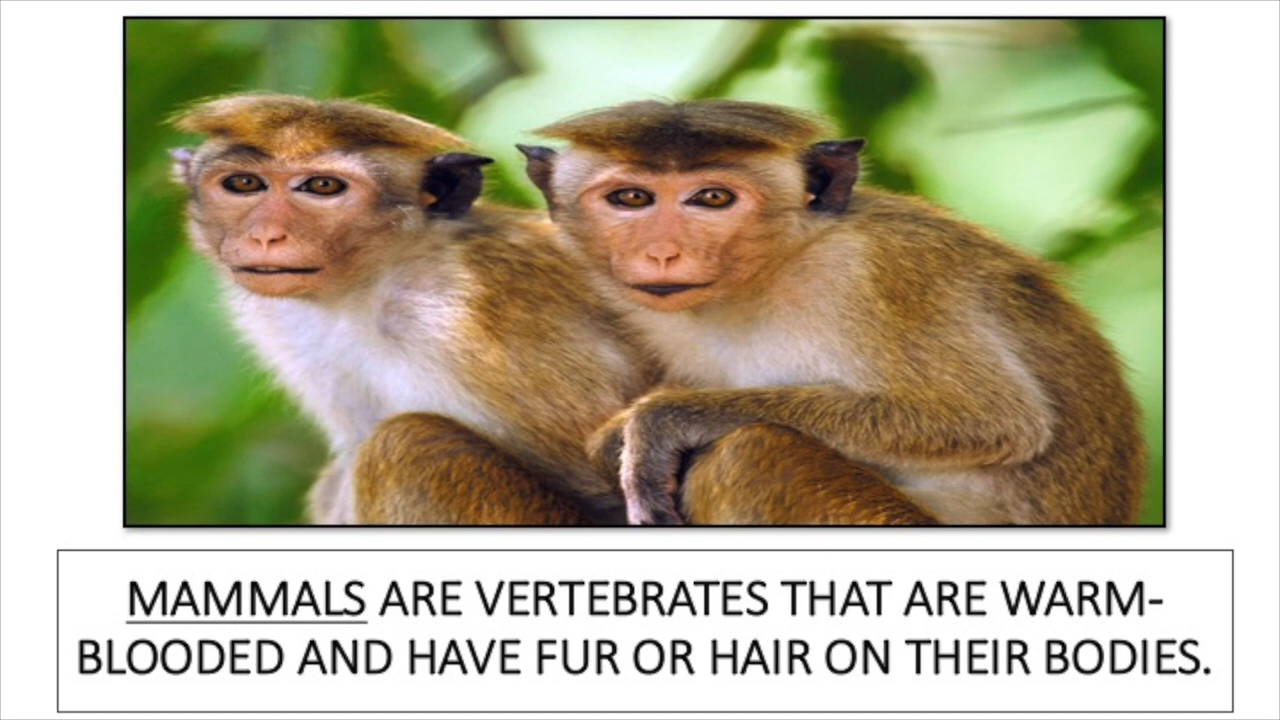 MAMMALS ARE VERTEBRATES THAT ARE WARM-
BLOODED AND HAVE FUR OR HAIR ON THEIR BODIES.